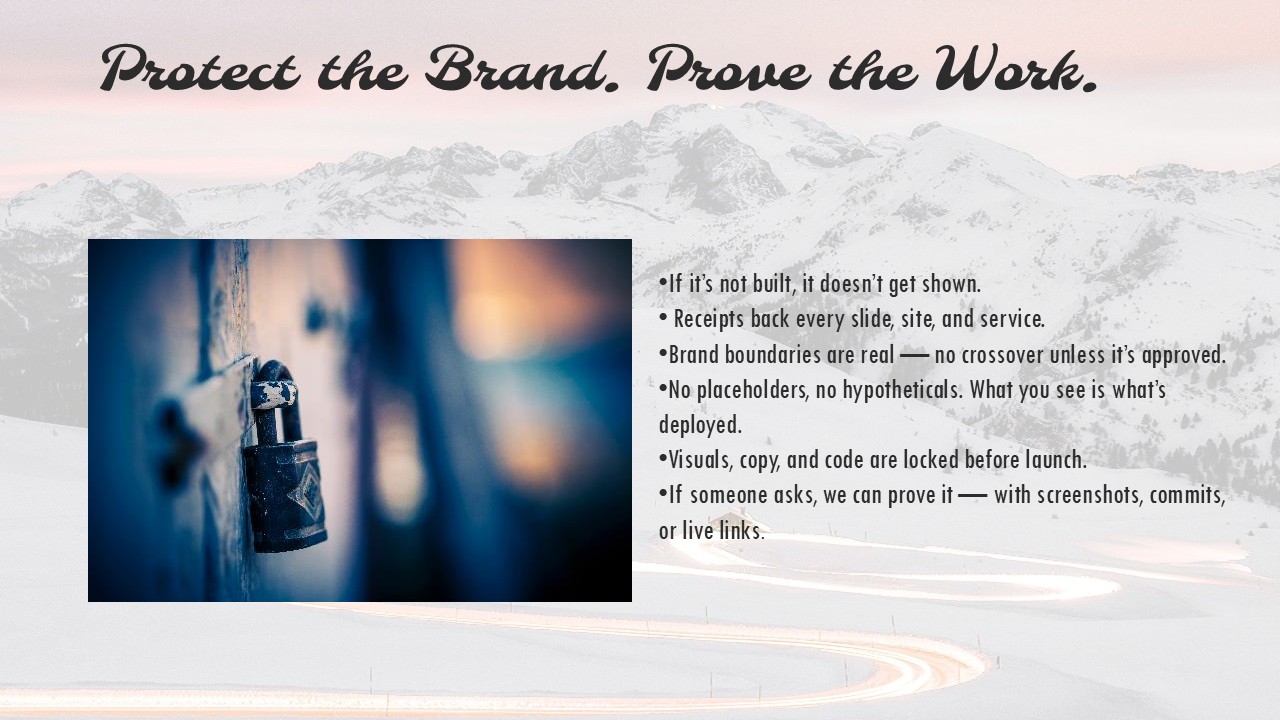 Protect the Brand. Prove the Work.
•If it’s not built, it doesn’t get shown.
• Receipts back every slide, site, and service.
•Brand boundaries are real — no crossover unless it’s approved.
•No placeholders, no hypotheticals. What you see is what’s
deployed.
•Visuals, copy, and code are locked before launch.
•If someone asks, we can prove it — with screenshots, commits,
or live links.